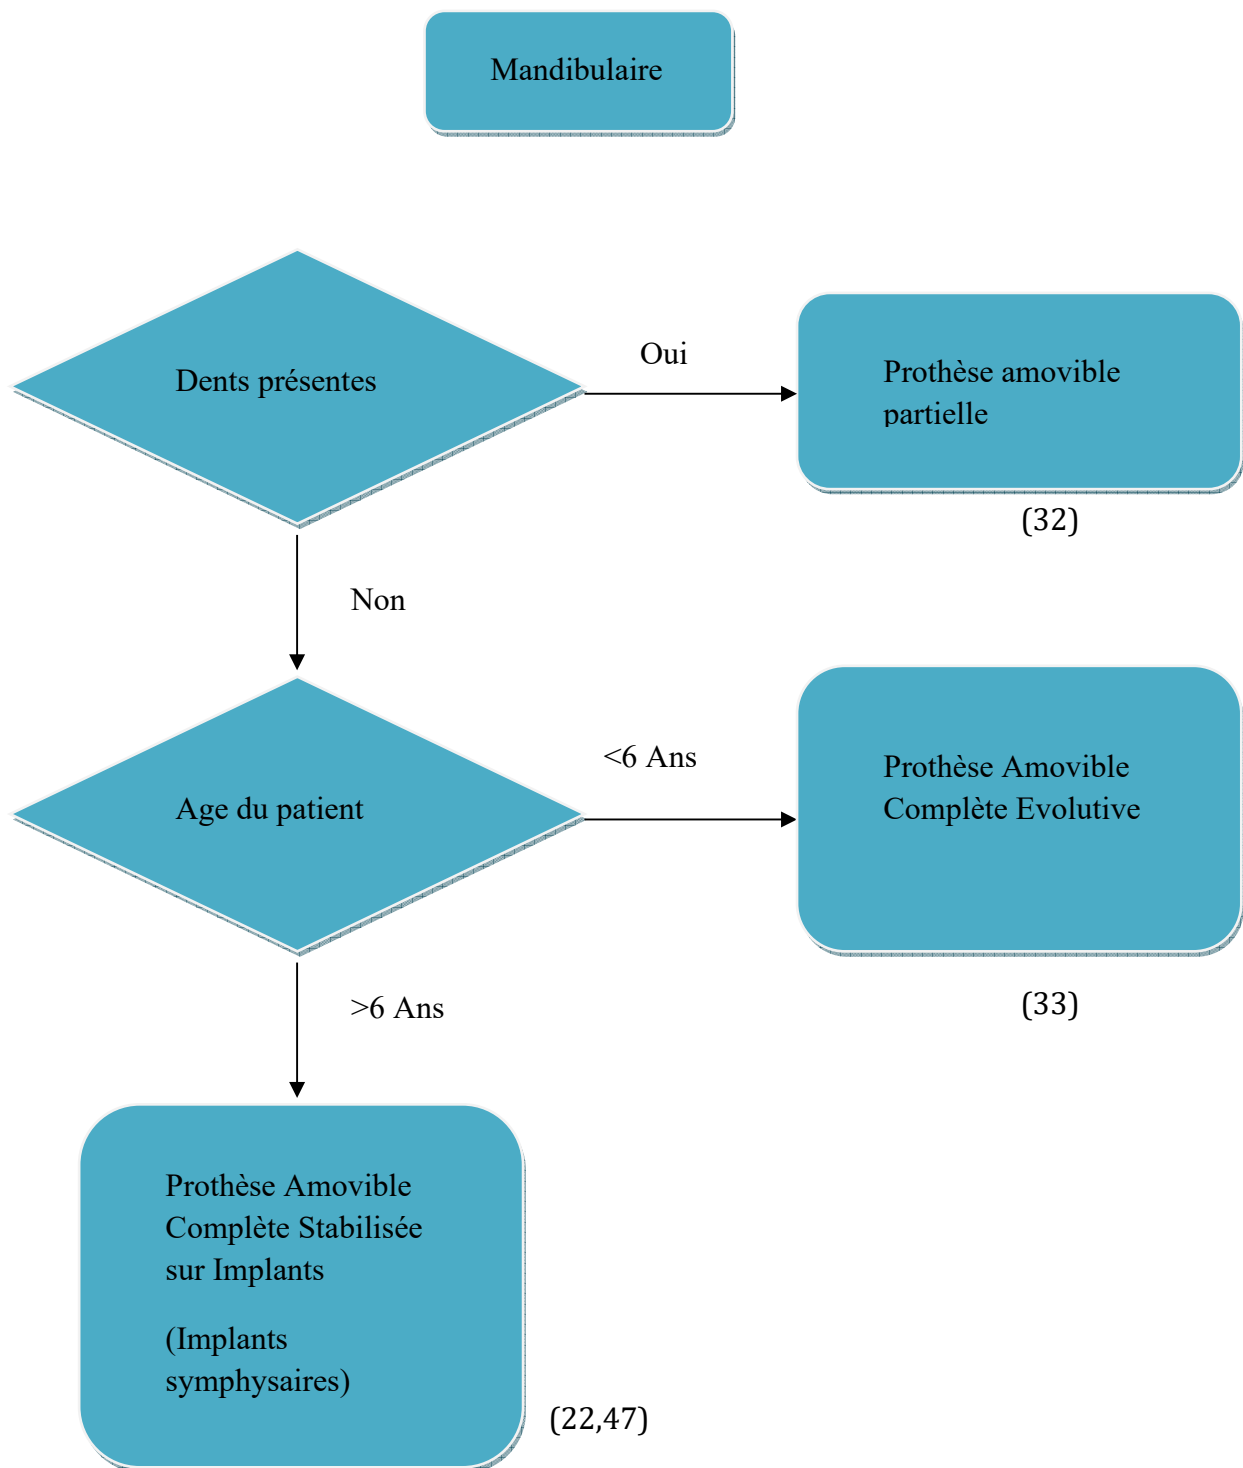 Mandibulaire
Dents présentes
Oui
Prothèse amovible
partielle
(32)
Non
Age du patient
<6 Ans
Prothèse Amovible
Complète Evolutive
(33)
>6 Ans
Prothèse Amovible
Complète Stabilisée
sur Implants
(Implants
symphysaires)
(22,47)